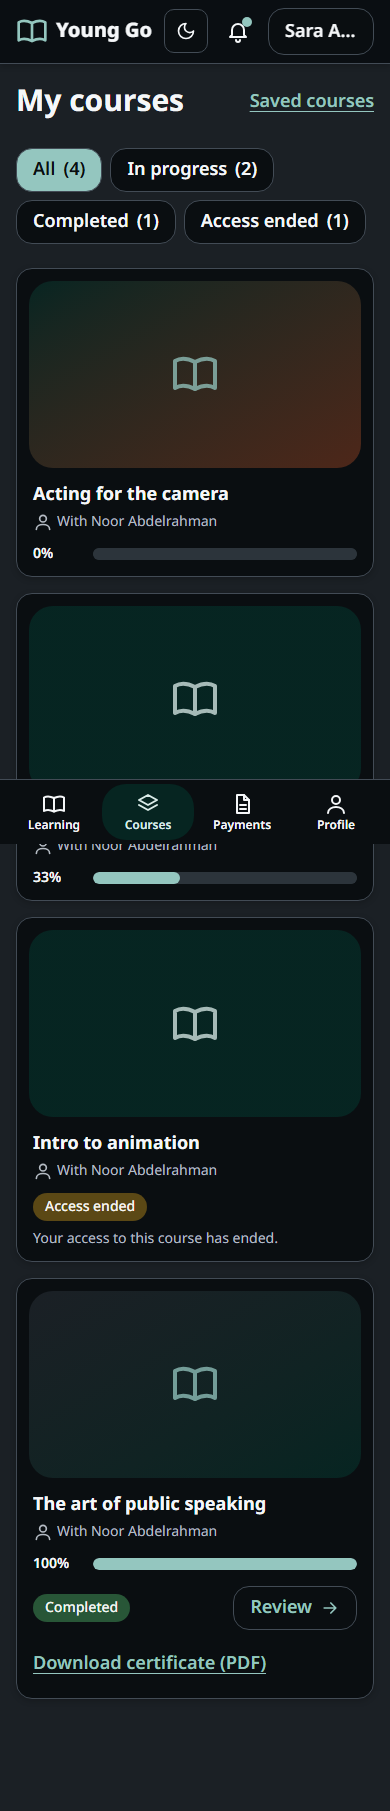 Young Go
Sara A...
My courses
Saved courses
All (4)
In progress (2)
Completed (1)
Access ended (1)
Acting for the camera
With Noor Abdelrahman
0%
Learning
Courses
Payments
Profile
With Noor Abdelrahman
33%
Intro to animation
With Noor Abdelrahman
Access ended
Your access to this course has ended.
The art of public speaking
With Noor Abdelrahman
100%
Completed
Review
Download certificate (PDF)